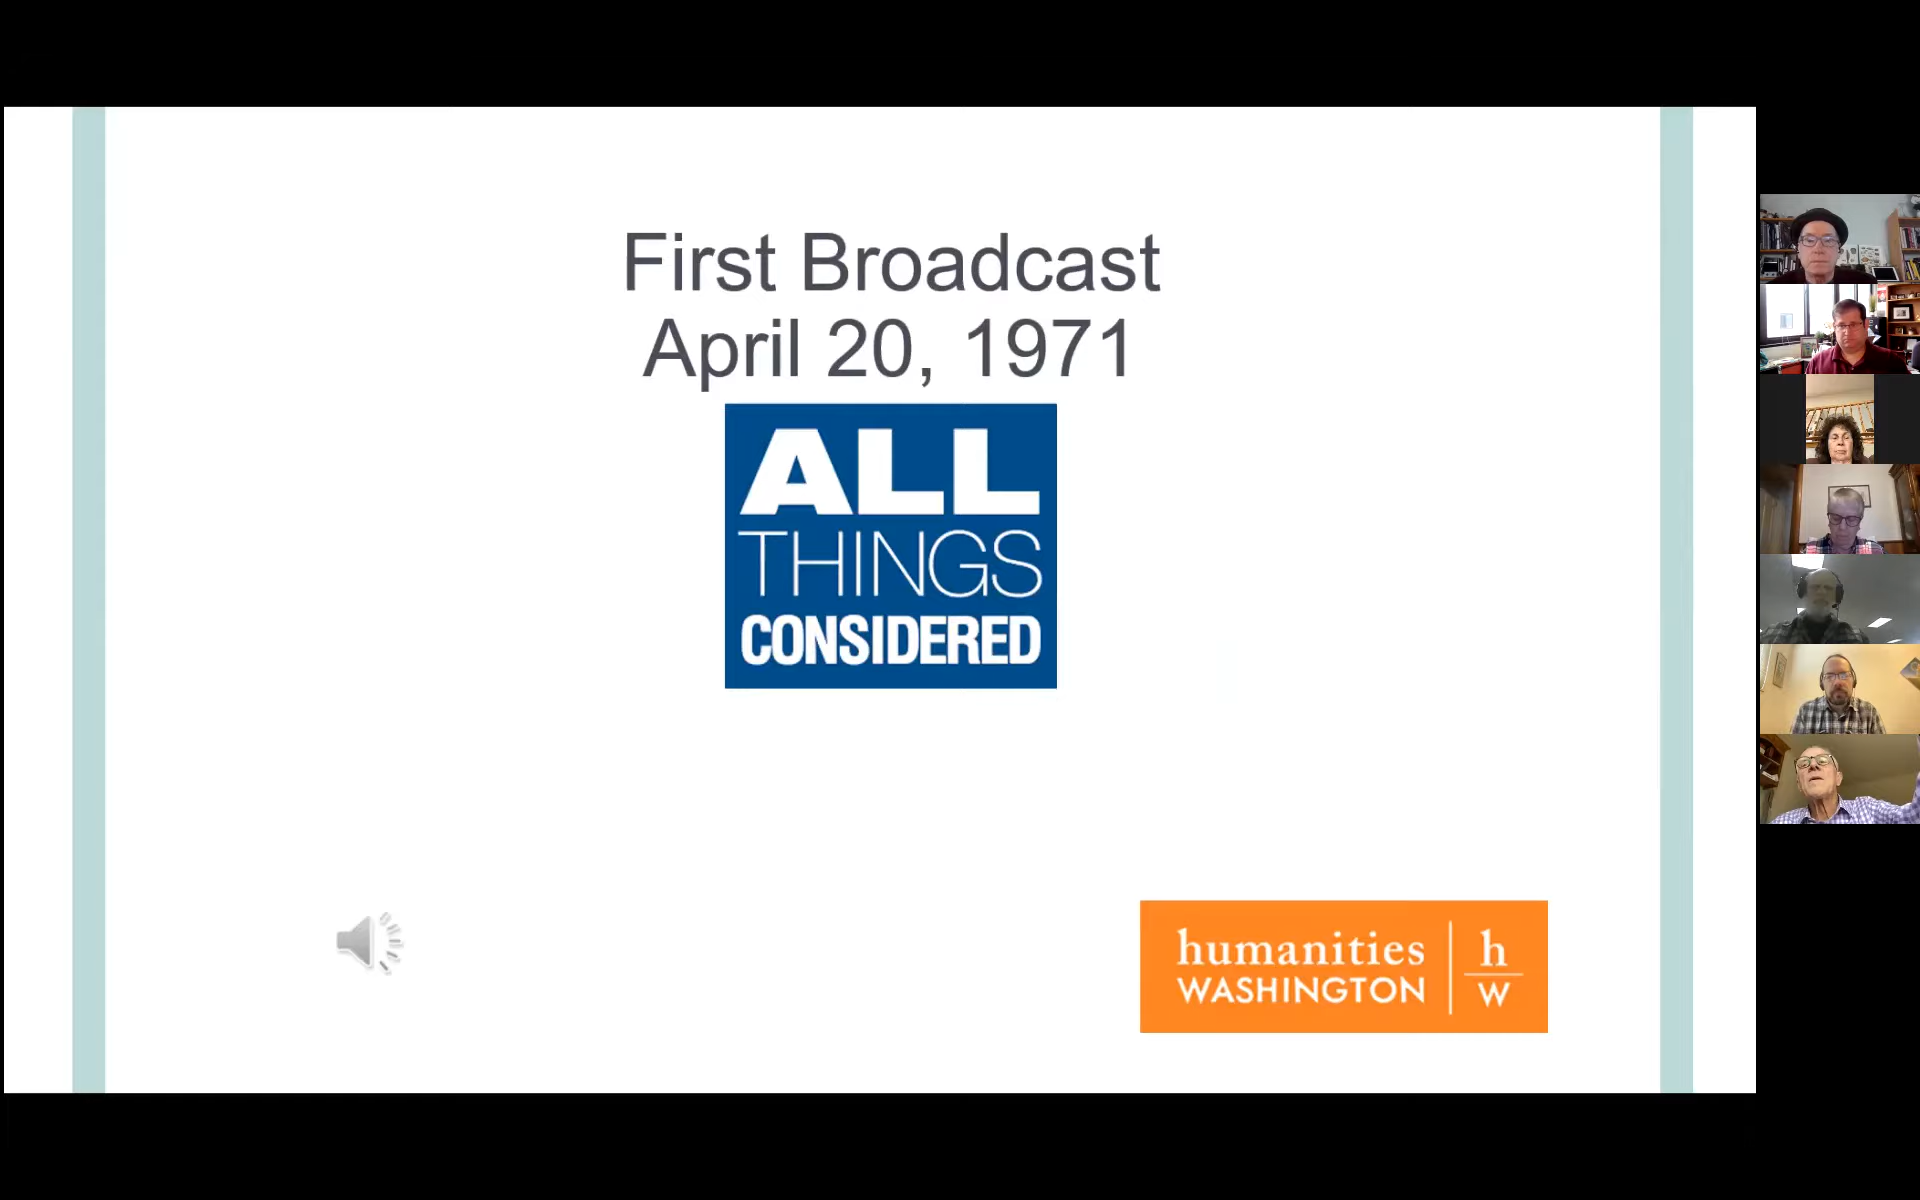 First Broadcast
April 20, 1971
ALL
THINGS
CONSIDERED
humanities
WASHINGTON
h
w